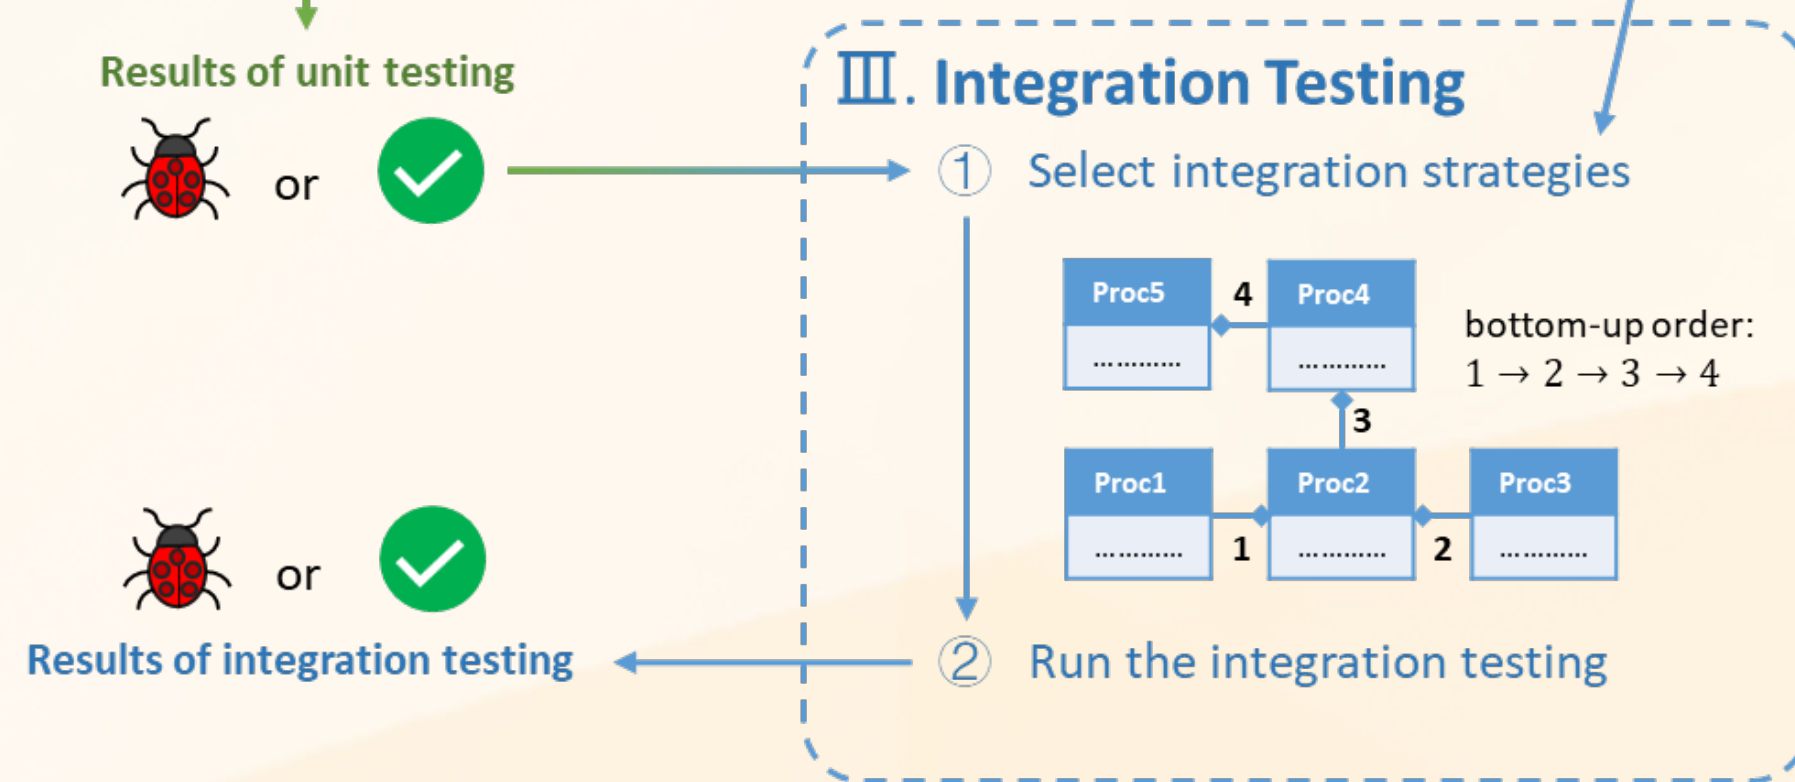 Results of unit testing
or
III. Integration Testing
① Select integration strategies
Proc5
............
4
Proc4
............
bottom-up order:
1 → 2 → 3 → 4
3
Proc1
............
1
Proc2
............
2
Proc3
............
or
Results of integration testing
② Run the integration testing